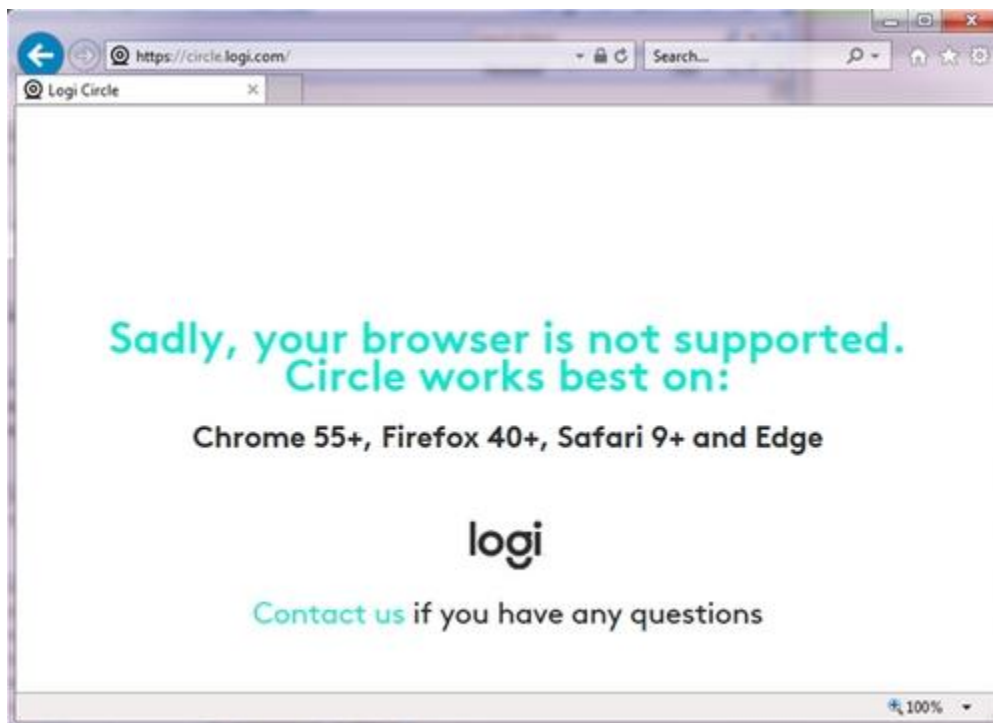 https://circle.logi.com/
Search...
Logi Circle
Sadly, your browser is not supported.
Circle works best on:
Chrome 55+, Firefox 40+, Safari 9+ and Edge
logi
Contact us if you have any questions
100%